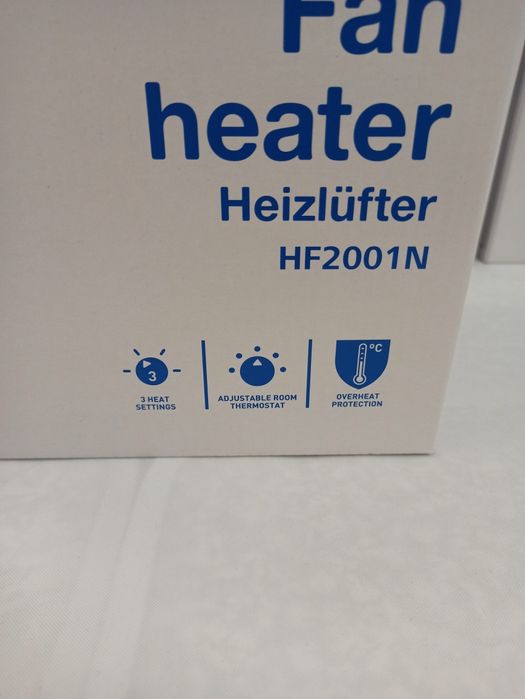 Fan
heater
Heizlüfter
HF2001N
3
°C
3 HEAT
SETTINGS
ADJUSTABLE ROOM
THERMOSTAT
OVERHEAT
PROTECTION